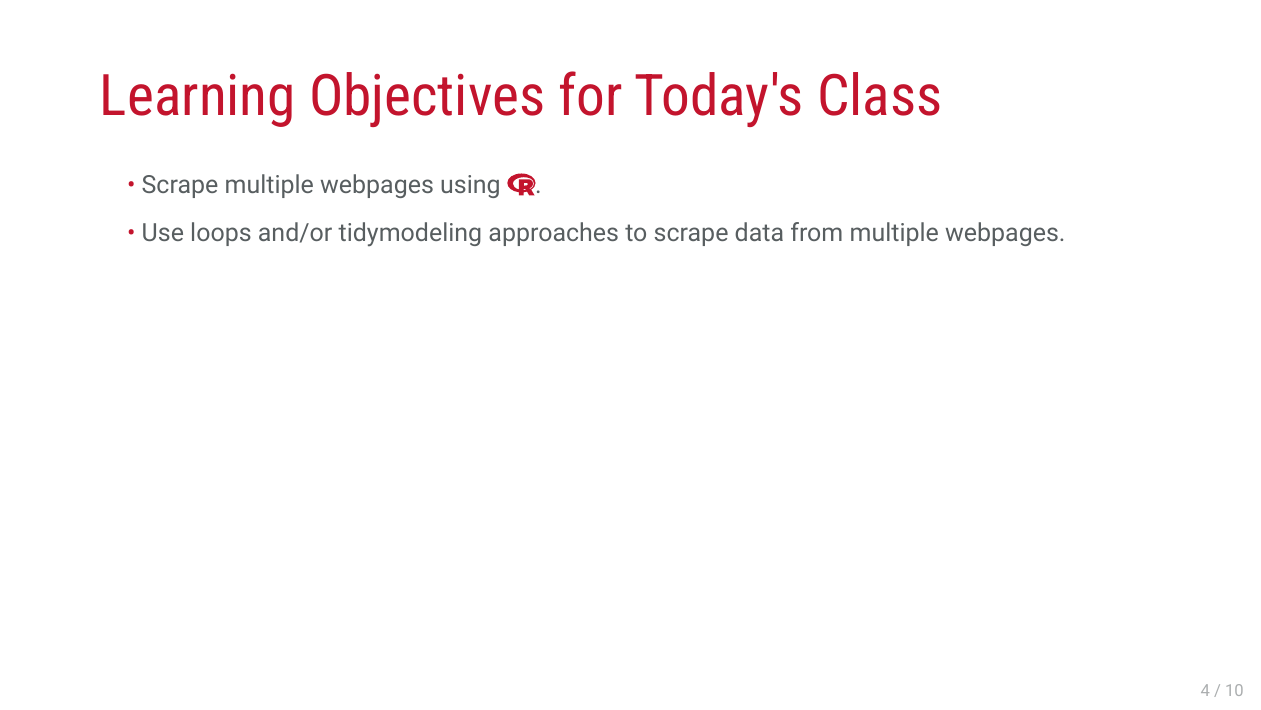 Learning Objectives for Today's Class
• Scrape multiple webpages using R.
• Use loops and/or tidymodeling approaches to scrape data from multiple webpages.
4 / 10